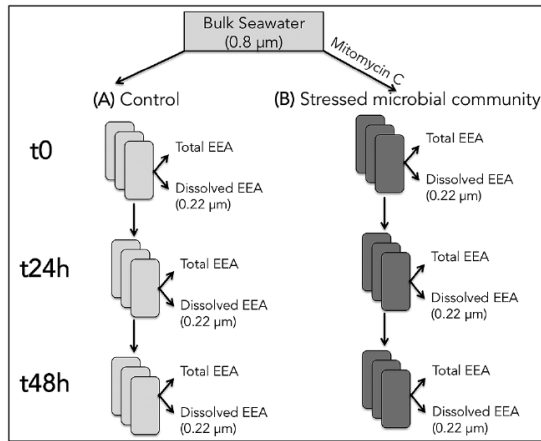 Bulk Seawater
(0.8 µm)
Mitomycin C
(A) Control
(B) Stressed microbial community
t0
Total EEA
Dissolved EEA
(0.22 µm)
Total EEA
Dissolved EEA
(0.22 µm)
t24h
Total EEA
Dissolved EEA
(0.22 µm)
Total EEA
Dissolved EEA
(0.22 µm)
t48h
Total EEA
Dissolved EEA
(0.22 µm)
Total EEA
Dissolved EEA
(0.22 µm)